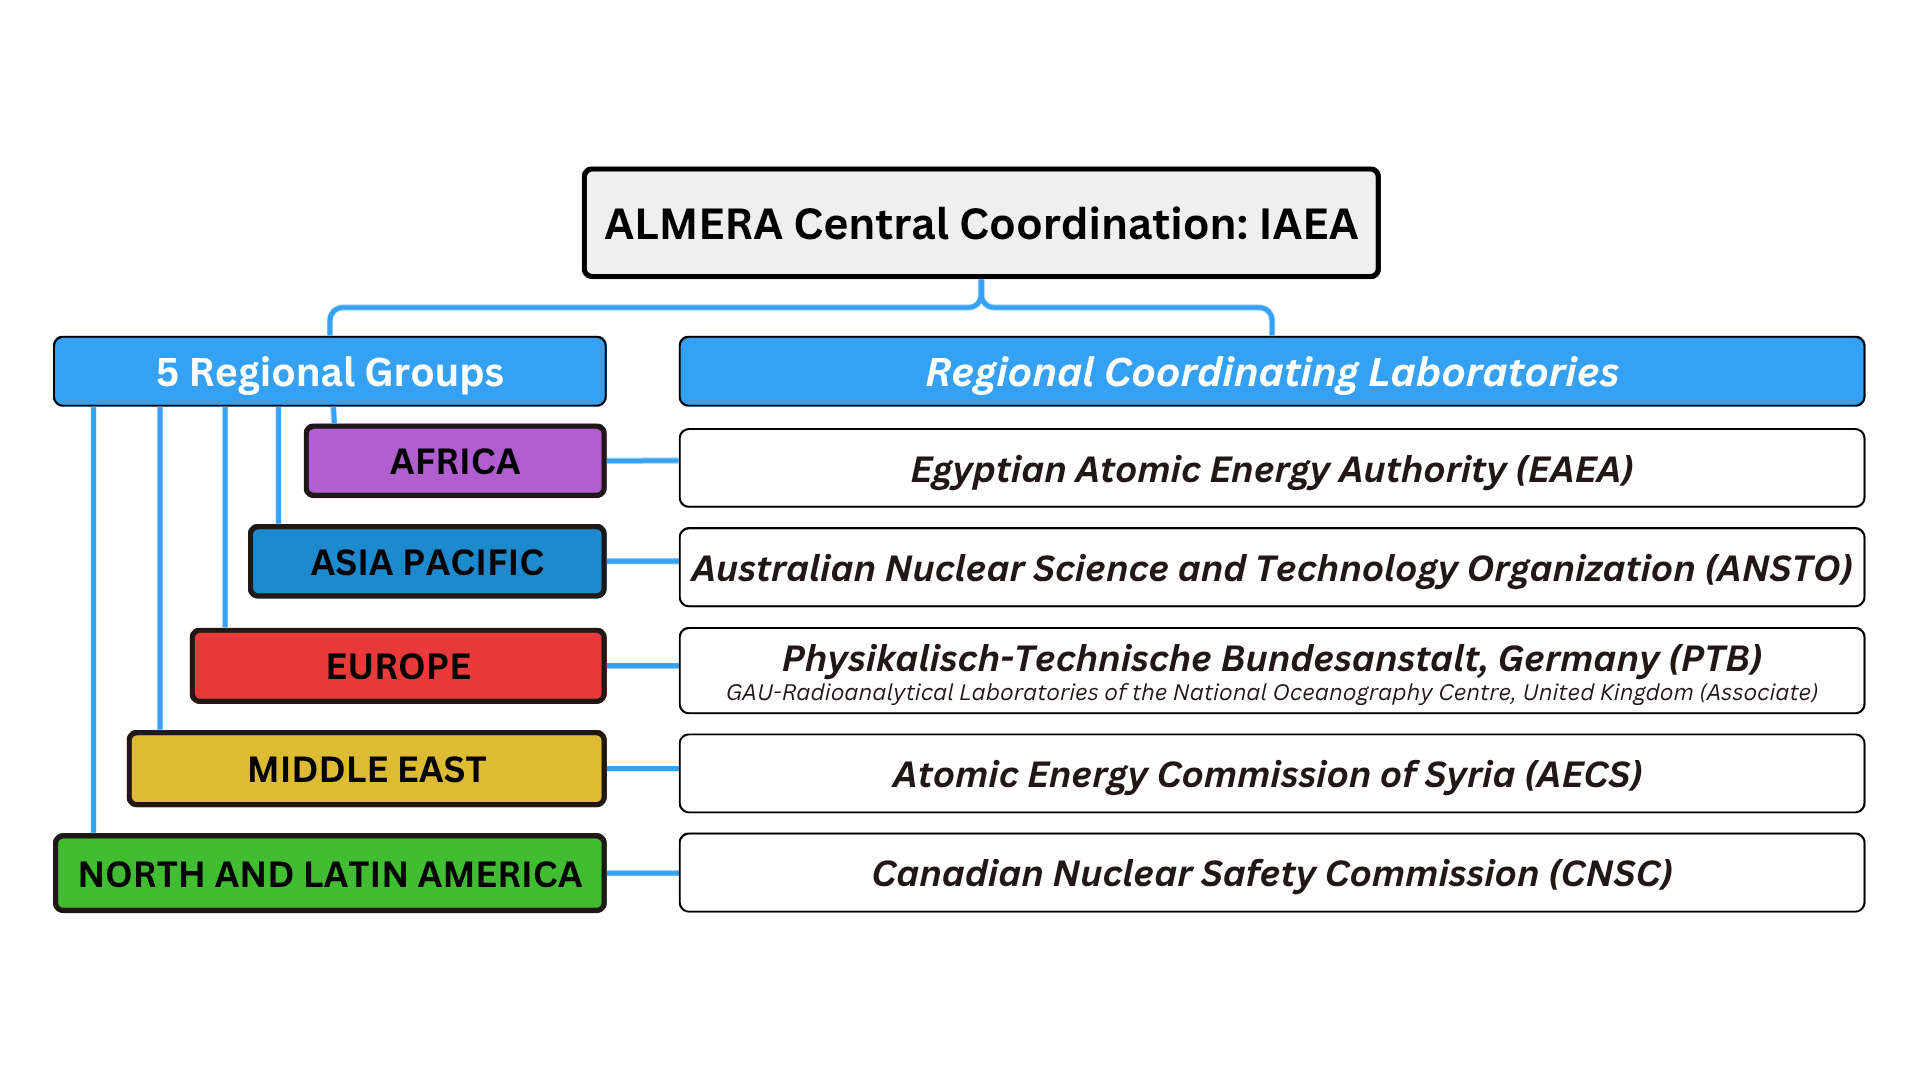 ALMERA Central Coordination: IAEA
5 Regional Groups
Regional Coordinating Laboratories
AFRICA
Egyptian Atomic Energy Authority (EAEA)
ASIA PACIFIC
Australian Nuclear Science and Technology Organization (ANSTO)
EUROPE
Physikalisch-Technische Bundesanstalt, Germany (PTB)
GAU-Radioanalytical Laboratories of the National Oceanography Centre, United Kingdom (Associate)
MIDDLE EAST
Atomic Energy Commission of Syria (AECS)
NORTH AND LATIN AMERICA
Canadian Nuclear Safety Commission (CNSC)